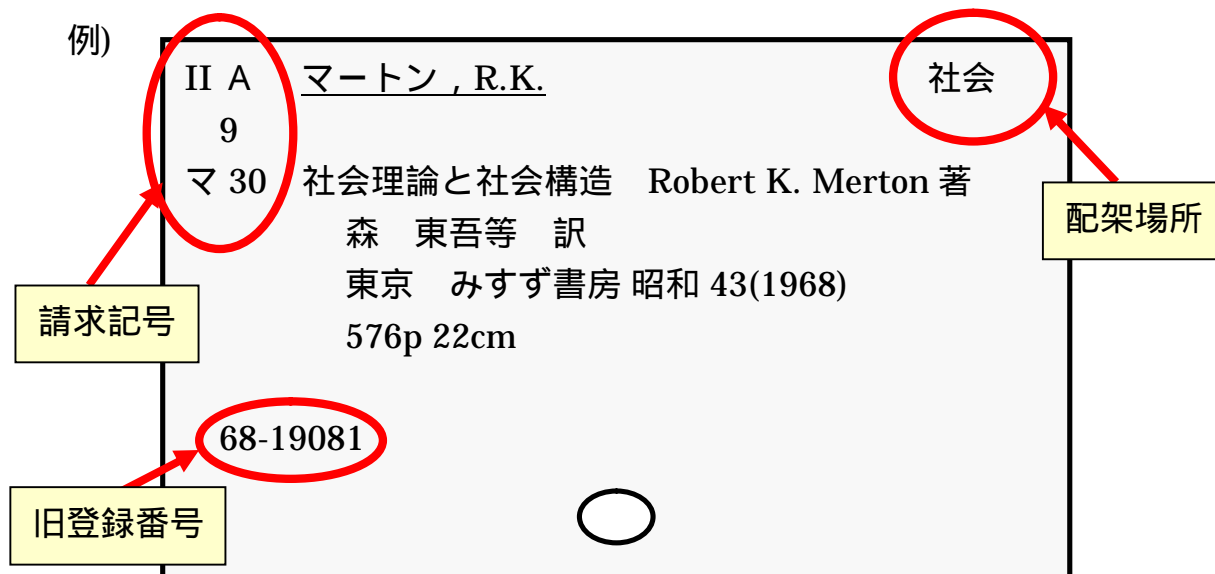 例)
II A マートン , R.K. 社会
9
マ 30 社会理論と社会構造 Robert K. Merton 著
配架場所
森 東吾等 訳
東京 みすず書房 昭和 43(1968)
請求記号
576p 22cm
68-19081
旧登録番号